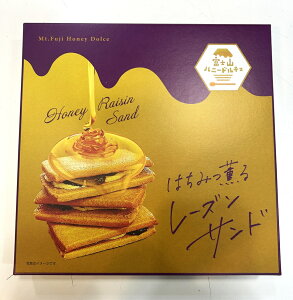 Mt.Fuji Honey Dolce
富士山
ハニードルチェ
Honey Raisin
Sand
はちみつ薫る
レーズン
サンド